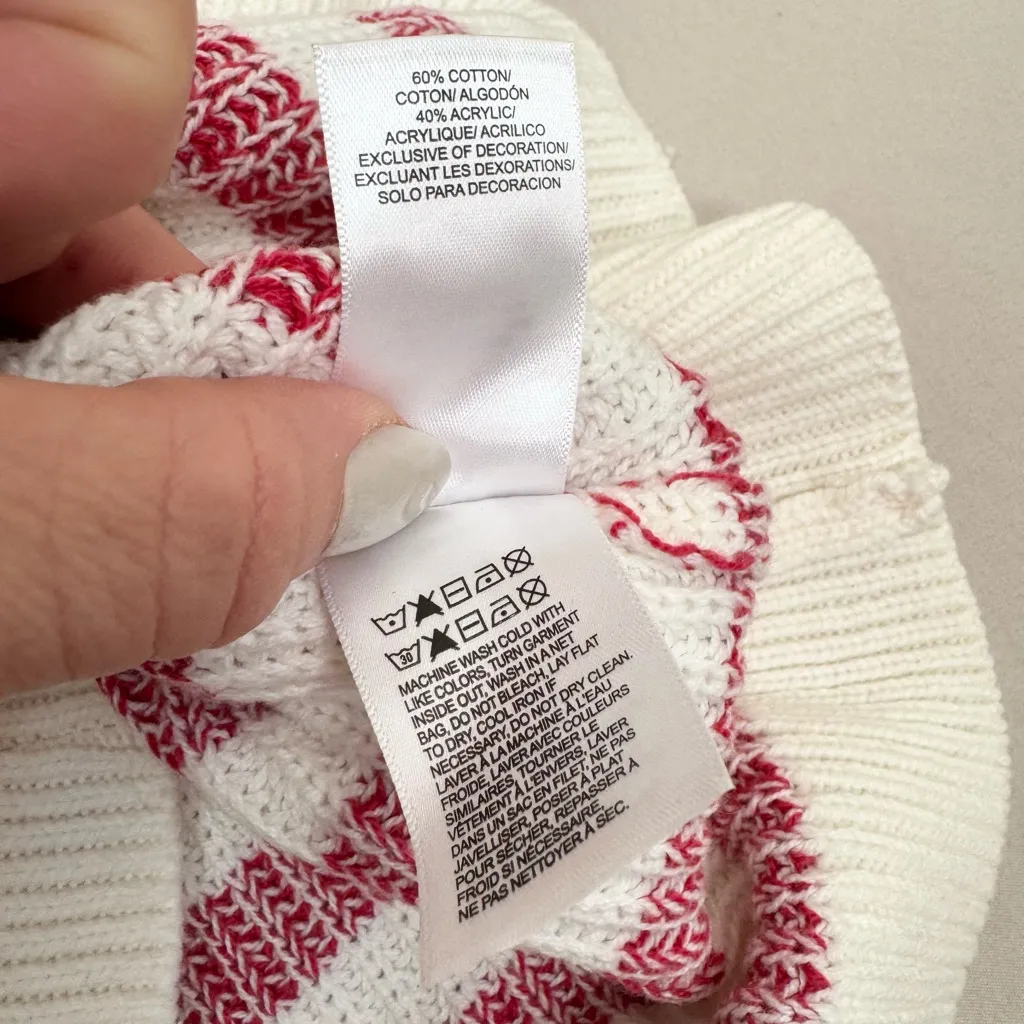 60% COTTON/
COTON/ ALGODÓN
40% ACRYLIC/
ACRYLIQUE/ ACRILICO
EXCLUSIVE OF DECORATION/
EXCLUANT LES DEXORATIONS/
SOLO PARA DECORACION
30
MACHINE WASH COLD WITH
LIKE COLORS, TURN GARMENT
INSIDE OUT, WASH IN A NET
BAG, DO NOT BLEACH, LAY FLAT
TO DRY, COOL IRON IF
NECESSARY, DO NOT DRY CLEAN.
LAVER À LA MACHINE À L'EAU
FROIDE, LAVER AVEC COULEURS
SIMILAIRES, TOURNER LE
VÊTEMENT À L'ENVERS, LAVER
DANS UN SAC EN FILET, NE PAS
JAVELLISER, POSER À PLAT
POUR SÉCHER, REPASSER À
FROID SI NÉCESSAIRE,
NE PAS NETTOYER À SEC.